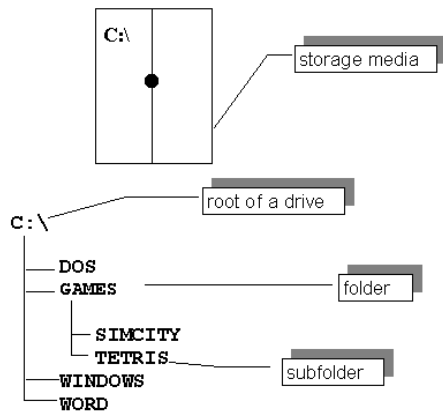 C:\
storage media
root of a drive
C:\
DOS
GAMES
folder
SIMCITY
TETRIS
subfolder
WINDOWS
WORD